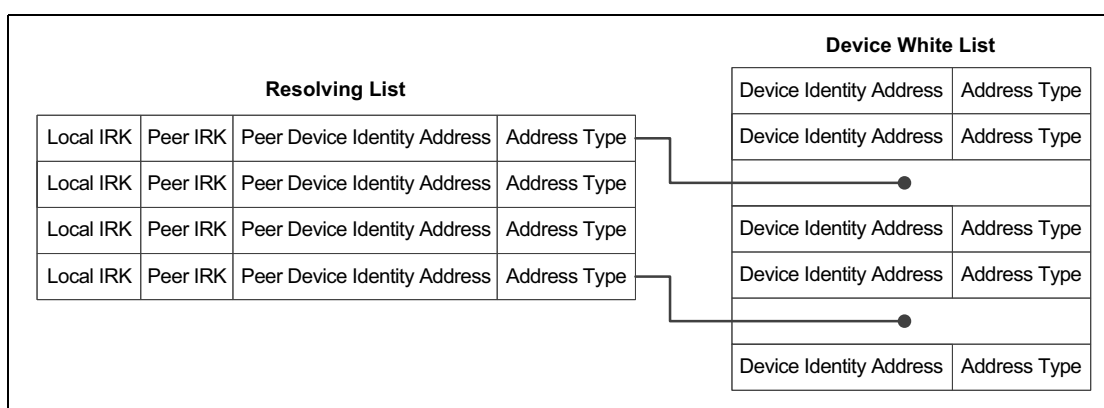 Resolving List
Local IRK Peer IRK Peer Device Identity Address Address Type
Local IRK Peer IRK Peer Device Identity Address Address Type
Local IRK Peer IRK Peer Device Identity Address Address Type
Local IRK Peer IRK Peer Device Identity Address Address Type
Device White List
Device Identity Address Address Type
Device Identity Address Address Type
Device Identity Address Address Type
Device Identity Address Address Type
Device Identity Address Address Type